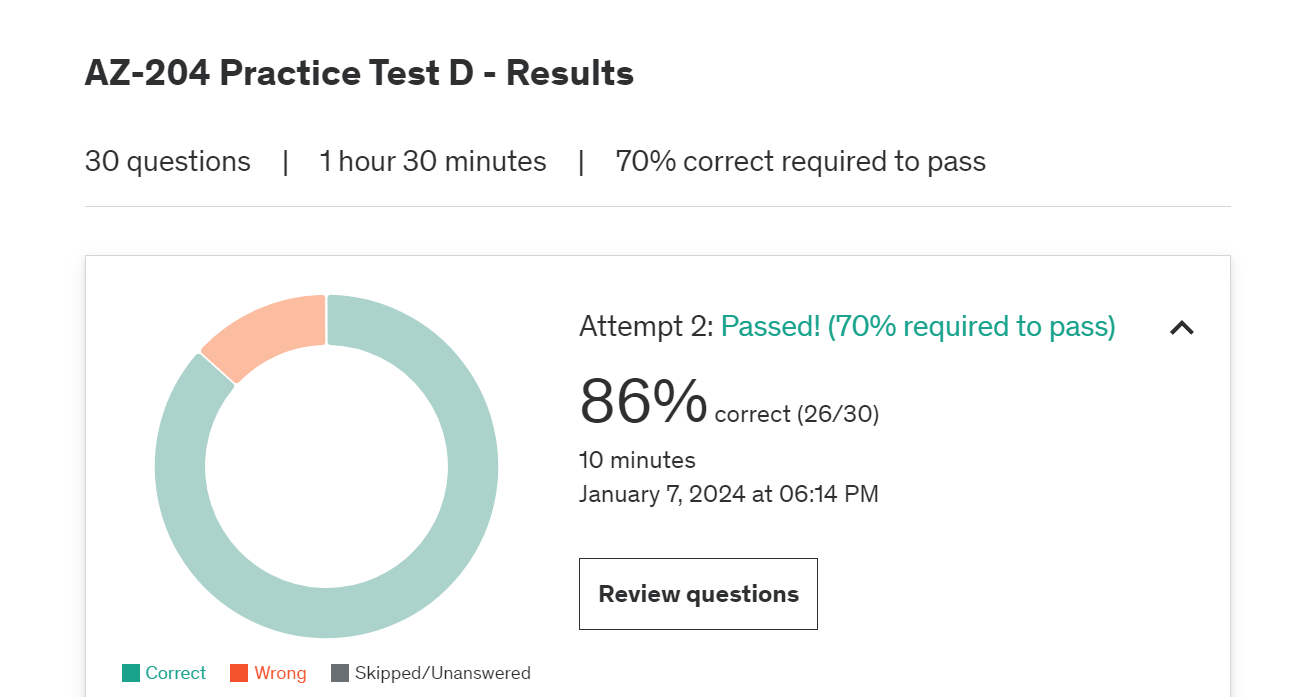 AZ-204 Practice Test D - Results
30 questions | 1 hour 30 minutes | 70% correct required to pass
Attempt 2: Passed! (70% required to pass)
86% correct (26/30)
10 minutes
January 7, 2024 at 06:14 PM
Review questions
Correct Wrong Skipped/Unanswered